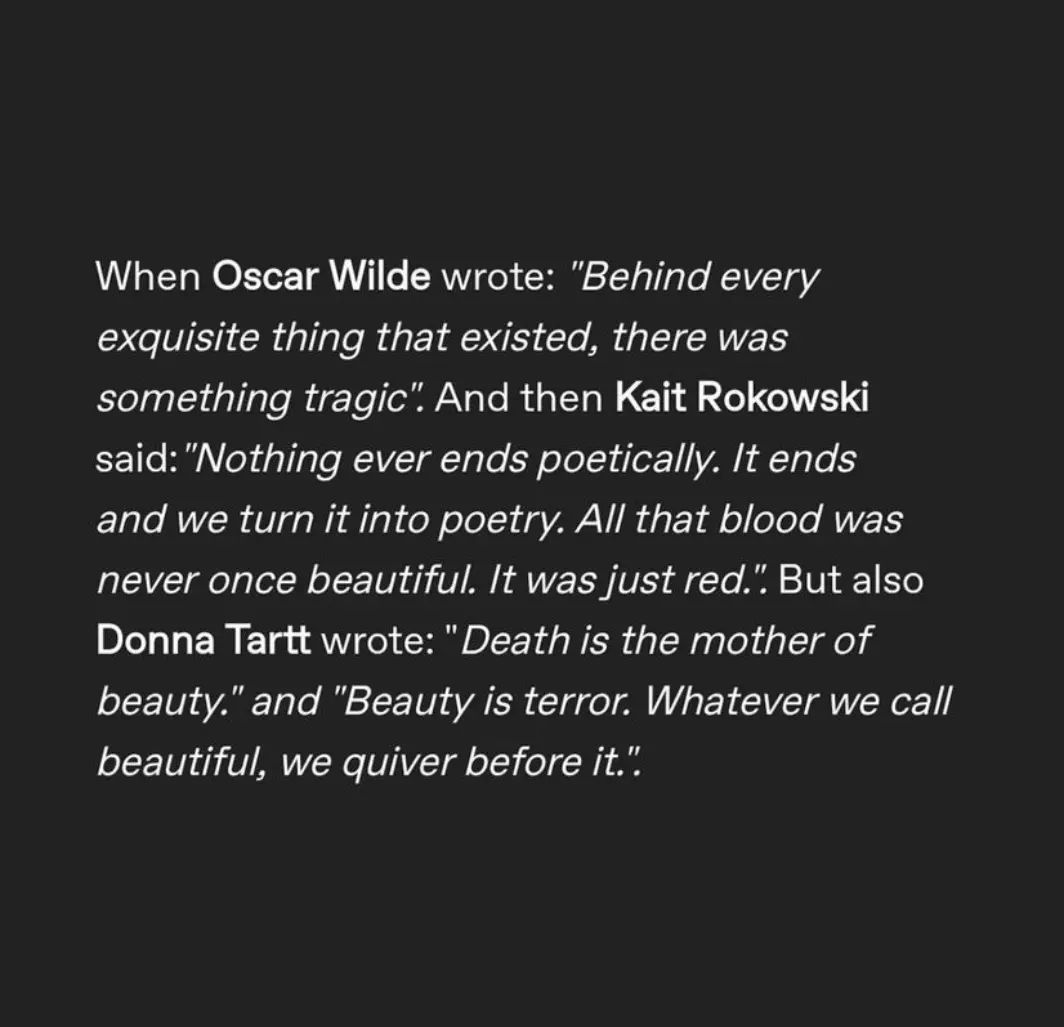 When Oscar Wilde wrote: "Behind every
exquisite thing that existed, there was
something tragic". And then Kait Rokowski
said: "Nothing ever ends poetically. It ends
and we turn it into poetry. All that blood was
never once beautiful. It was just red.". But also
Donna Tartt wrote: "Death is the mother of
beauty." and "Beauty is terror. Whatever we call
beautiful, we quiver before it.".